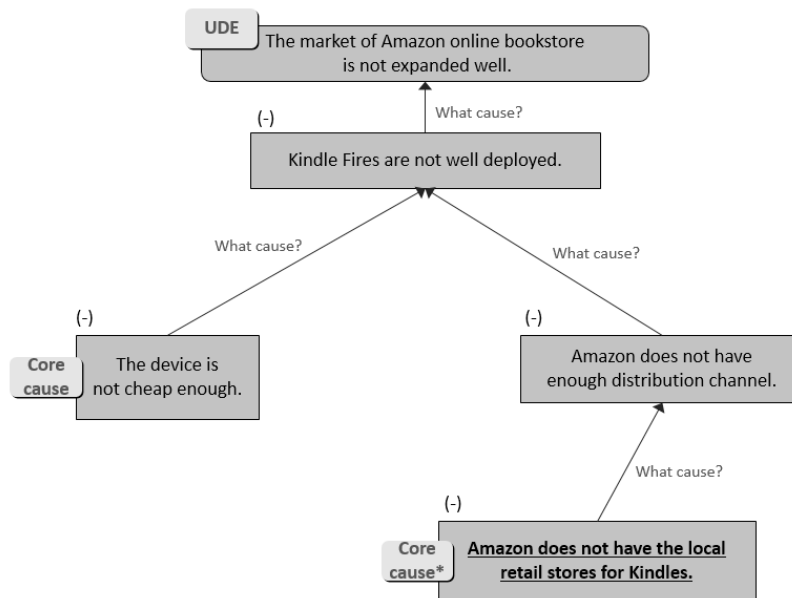 UDE
The market of Amazon online bookstore
is not expanded well.
What cause?
(-)
Kindle Fires are not well deployed.
What cause?
What cause?
(-)
(-)
Core
cause
The device is
not cheap enough.
Amazon does not have
enough distribution channel.
What cause?
(-)
Core
cause*
Amazon does not have the local
retail stores for Kindles.